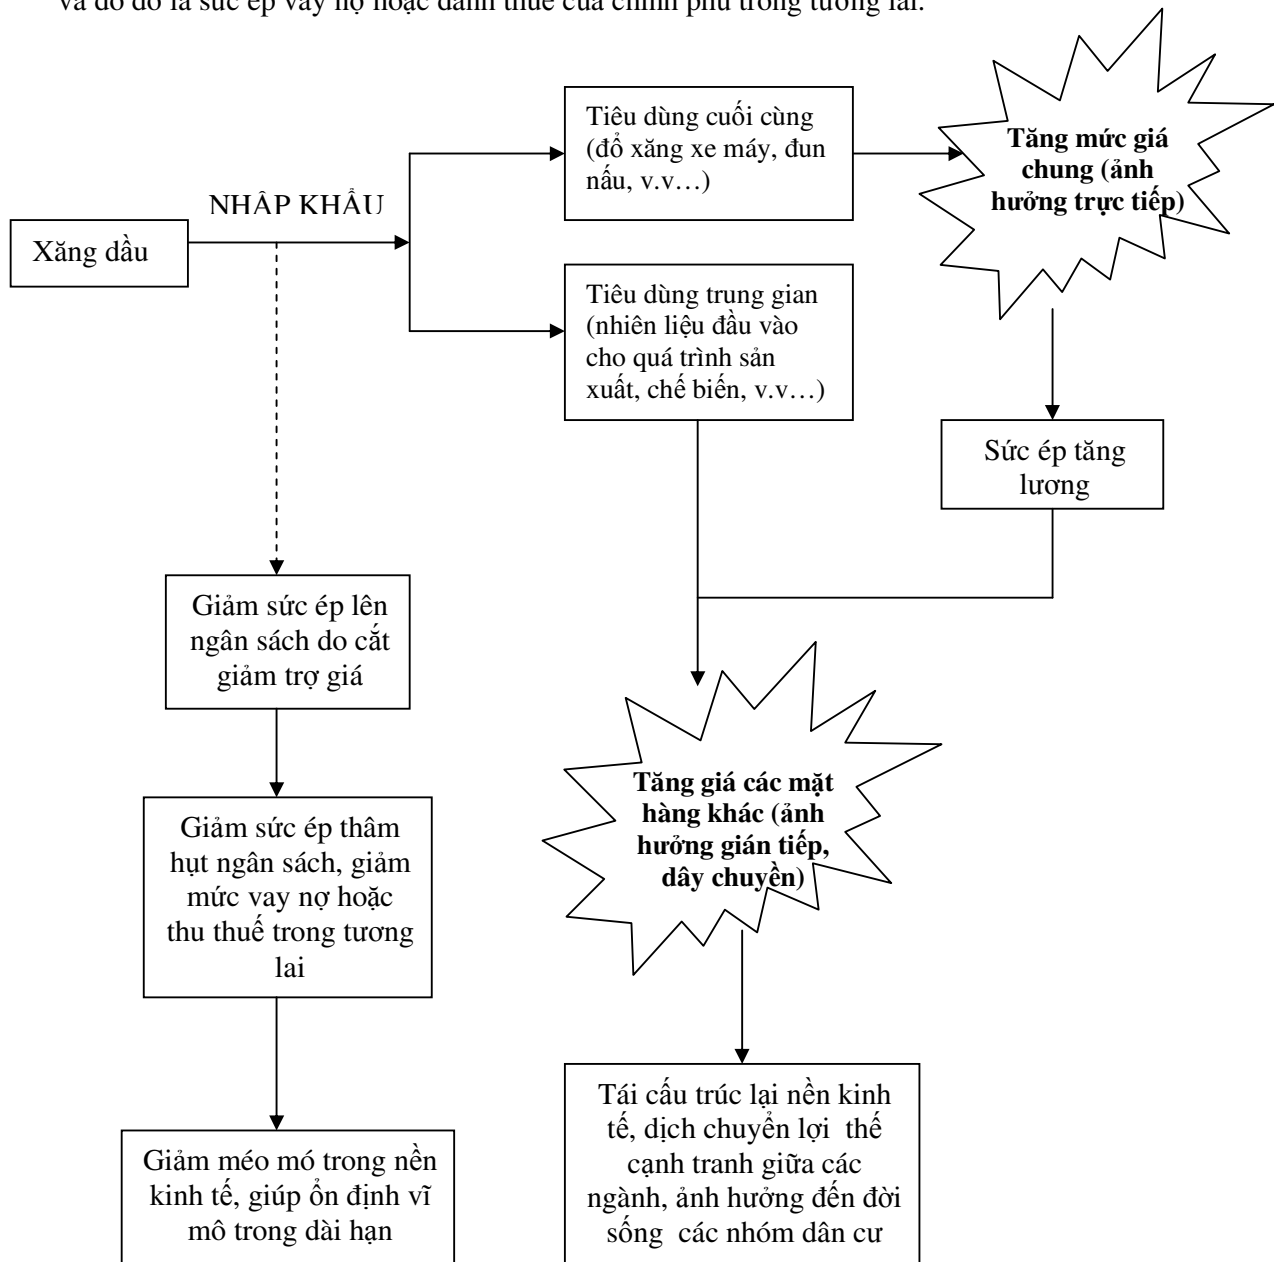 và do đó là sức ép vay nợ hoặc đánh thuế của chính phủ trong tương lai.
Tiêu dùng cuối cùng
(đổ xăng xe máy, đun
nấu, v.v…)
Tăng mức giá
chung (ảnh
hưởng trực tiếp)
NHẬP KHẨU
Xăng dầu
Tiêu dùng trung gian
(nhiên liệu đầu vào
cho quá trình sản
xuất, chế biến, v.v…)
Sức ép tăng
lương
Giảm sức ép lên
ngân sách do cắt
giảm trợ giá
Tăng giá các mặt
hàng khác (ảnh
hưởng gián tiếp,
dây chuyền)
Giảm sức ép thâm
hụt ngân sách, giảm
mức vay nợ hoặc
thu thuế trong tương
lai
Tái cấu trúc lại nền kinh
tế, dịch chuyển lợi thế
cạnh tranh giữa các
ngành, ảnh hưởng đến đời
sống các nhóm dân cư
Giảm méo mó trong nền
kinh tế, giúp ổn định vĩ
mô trong dài hạn